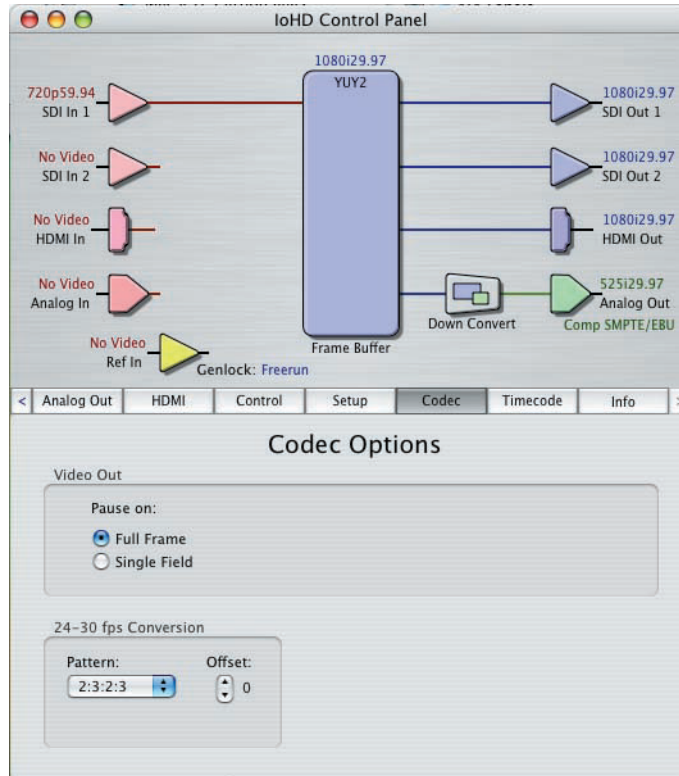 IoHD Control Panel
1080i29.97
YUY2
720p59.94
SDI In 1
1080i29.97
SDI Out 1
No Video
SDI In 2
1080i29.97
SDI Out 2
No Video
HDMI In
1080i29.97
HDMI Out
No Video
Analog In
Down Convert
525i29.97
Analog Out
Comp SMPTE/EBU
No Video
Ref In
Genlock: Freerun
Frame Buffer
< Analog Out HDMI Control Setup Codec Timecode Info
Codec Options
Video Out
Pause on:
Full Frame
Single Field
24-30 fps Conversion
Pattern: Offset:
2:3:2:3 0